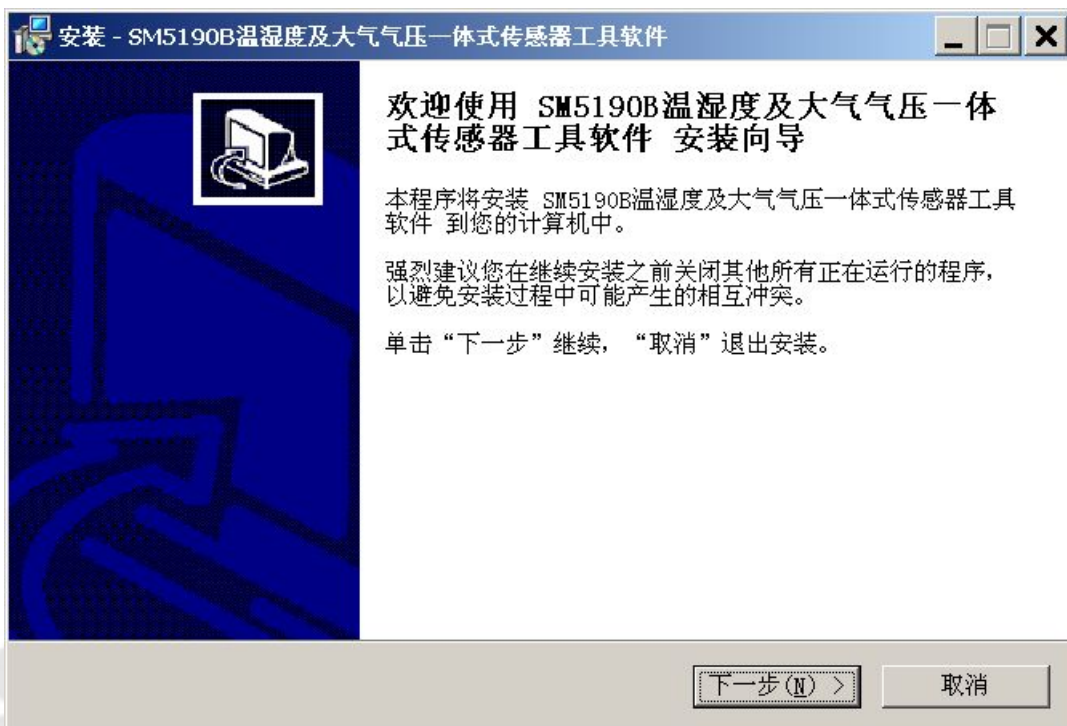 安装 - SM5190B温湿度及大气气压一体式传感器工具软件
欢迎使用 SM5190B温湿度及大气气压一体
式传感器工具软件 安装向导
本程序将安装 SM5190B温湿度及大气气压一体式传感器工具
软件 到您的计算机中。
强烈建议您在继续安装之前关闭其他所有正在运行的程序，
以避免安装过程中可能产生的相互冲突。
单击“下一步”继续，“取消”退出安装。
下一步(N) >
取消